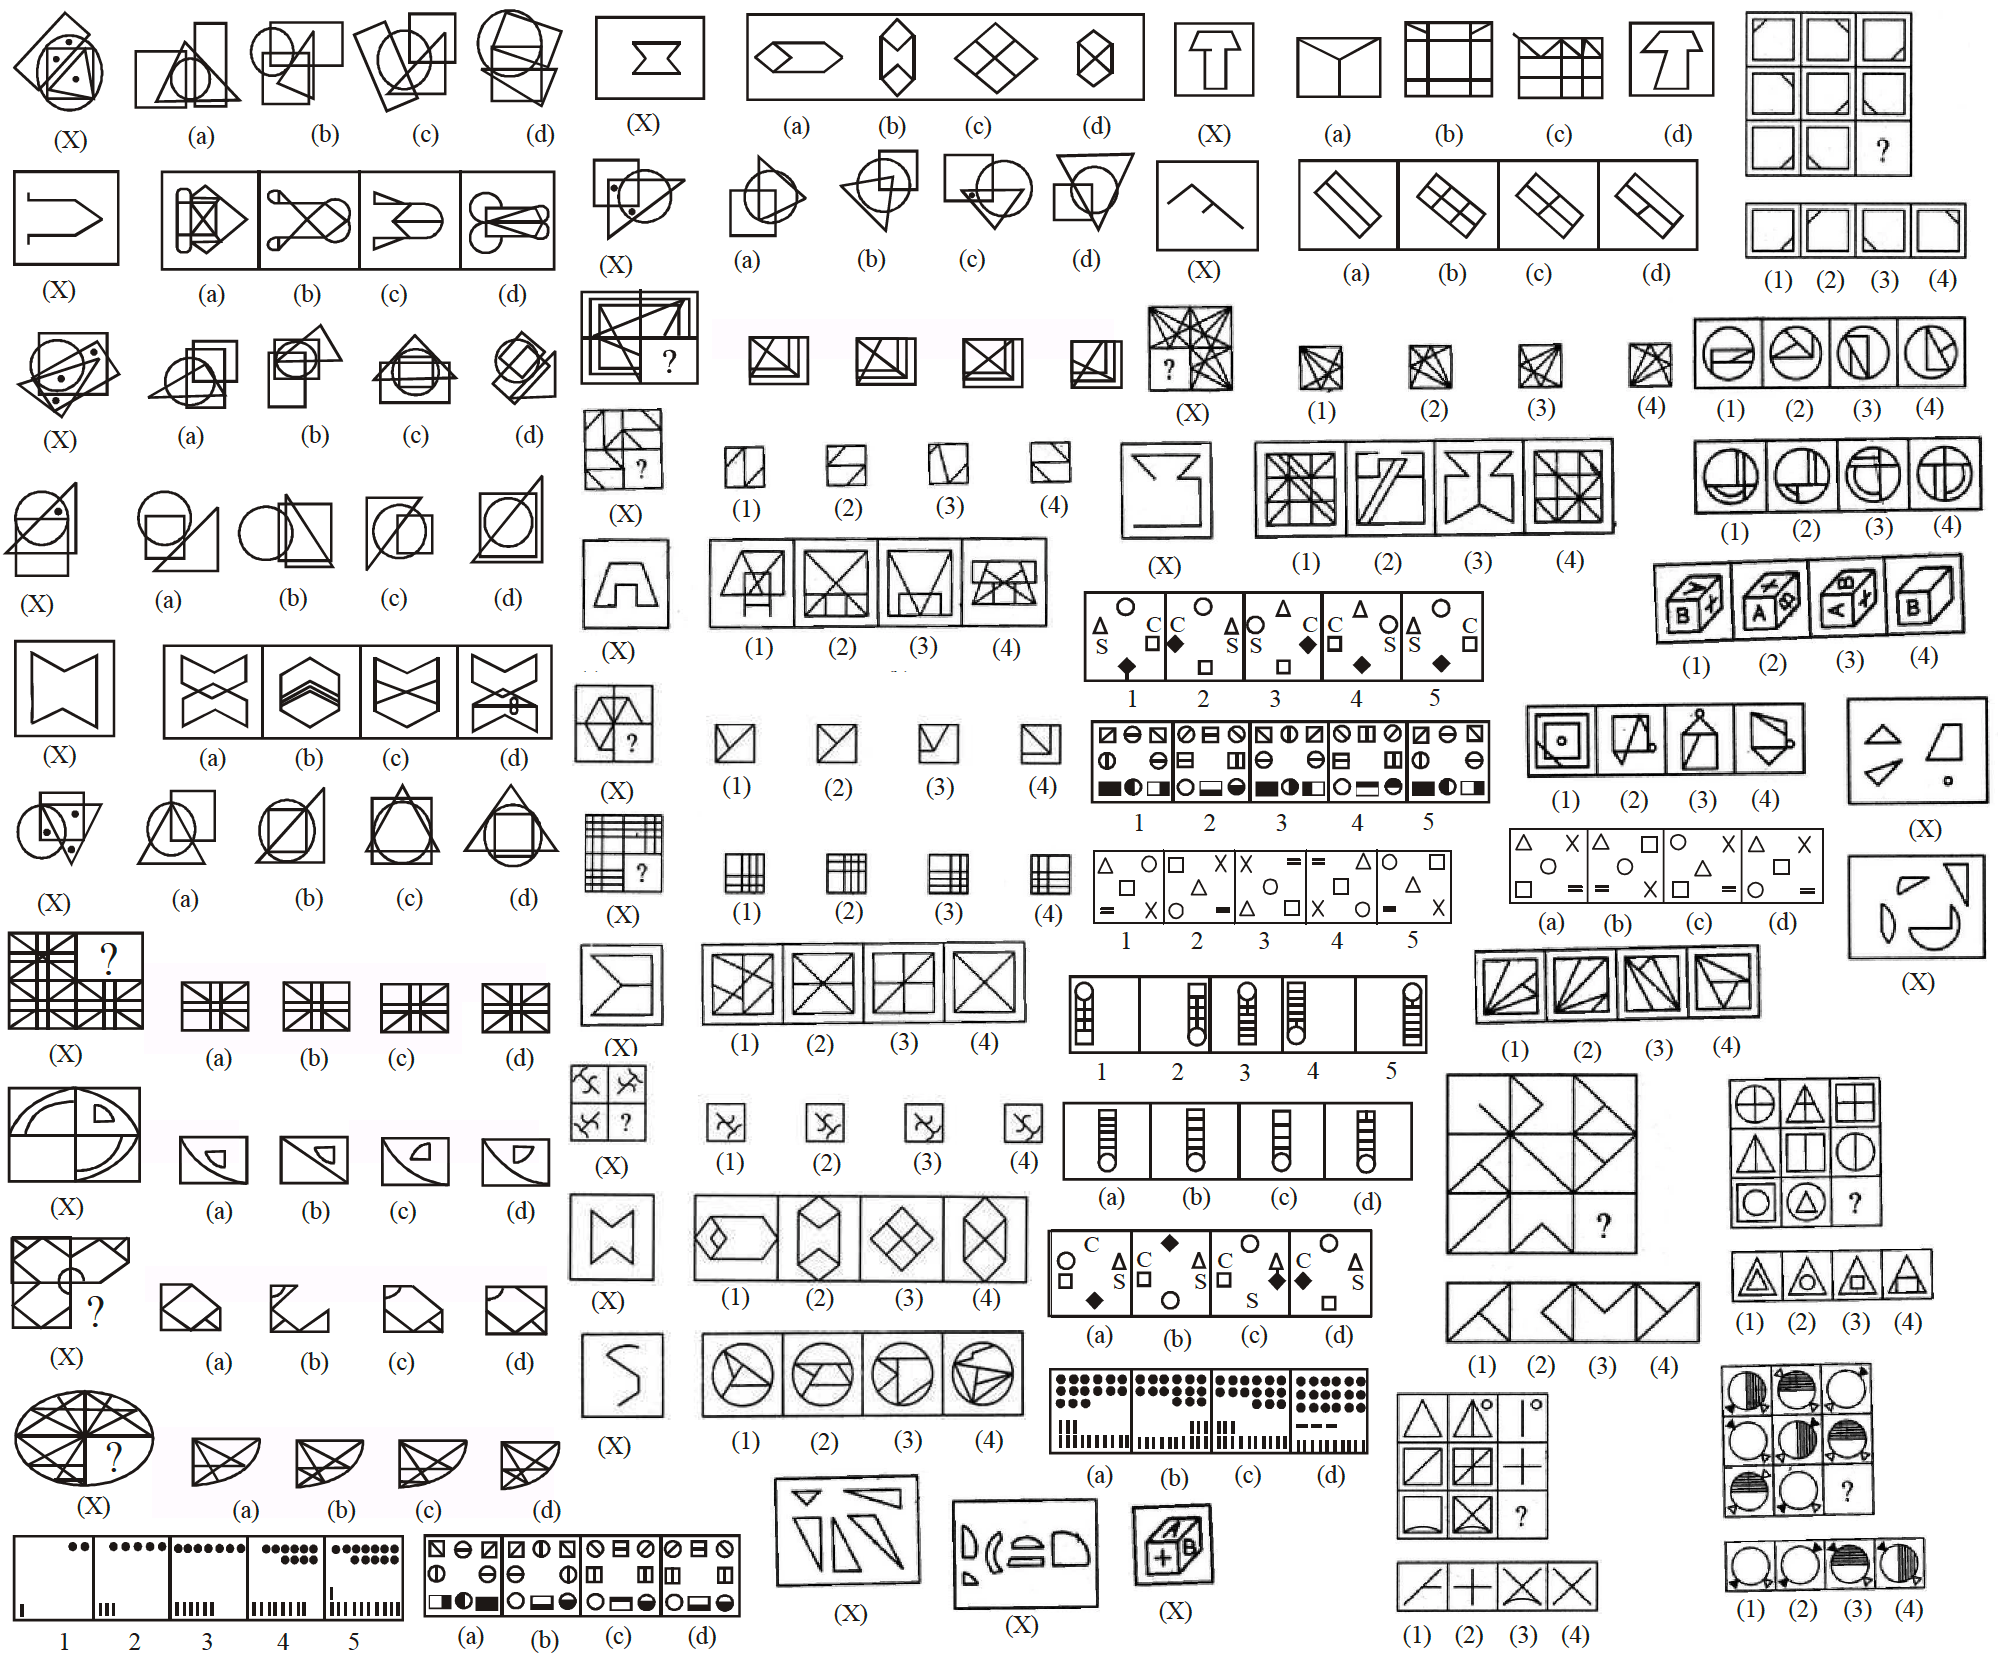 (X) (a) (b) (c) (d)
(X) (a) (b) (c) (d)
(X) (a) (b) (c) (d)
?
(1) (2) (3) (4)
(X) (a) (b) (c) (d)
(X) (a) (b) (c) (d)
(X) (a) (b) (c) (d)
(X) (a) (b) (c) (d)
?
? (X) (1) (2) (3) (4)
(1) (2) (3) (4)
? (X) (1) (2) (3) (4)
(X) (1) (2) (3) (4)
(1) (2) (3) (4)
(X) (a) (b) (c) (d)
(X) (1) (2) (3) (4)
C S C S C S C S C S
1 2 3 4 5
B A X A B X A B X B
(1) (2) (3) (4)
(X) (a) (b) (c) (d)
? (X) (1) (2) (3) (4)
1 2 3 4 5
(1) (2) (3) (4)
(X)
(X) (a) (b) (c) (d)
? (X) (1) (2) (3) (4)
X X X X X
1 2 3 4 5
X X X X
(a) (b) (c) (d)
(X)
? (X) (a) (b) (c) (d)
(X) (1) (2) (3) (4)
1 2 3 4 5
(1) (2) (3) (4)
(X) (a) (b) (c) (d)
? (X) (1) (2) (3) (4)
(a) (b) (c) (d)
?
(1) (2) (3) (4)
?
(1) (2) (3) (4)
? (X) (a) (b) (c) (d)
(X) (1) (2) (3) (4)
C C S C S C S
(a) (b) (c) (d)
? (X) (a) (b) (c) (d)
(X) (1) (2) (3) (4)
(a) (b) (c) (d)
?
(1) (2) (3) (4)
?
(1) (2) (3) (4)
1 2 3 4 5
(a) (b) (c) (d)
(X)
(X)
A B +
(X)